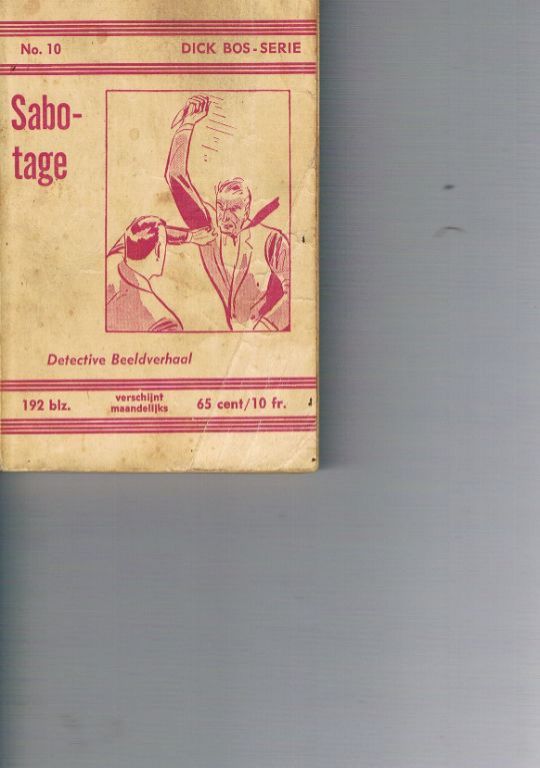 No. 10 DICK BOS - SERIE
Sabo-
tage
Detective Beeldverhaal
192 blz. verschijnt maandelijks 65 cent/10 fr.